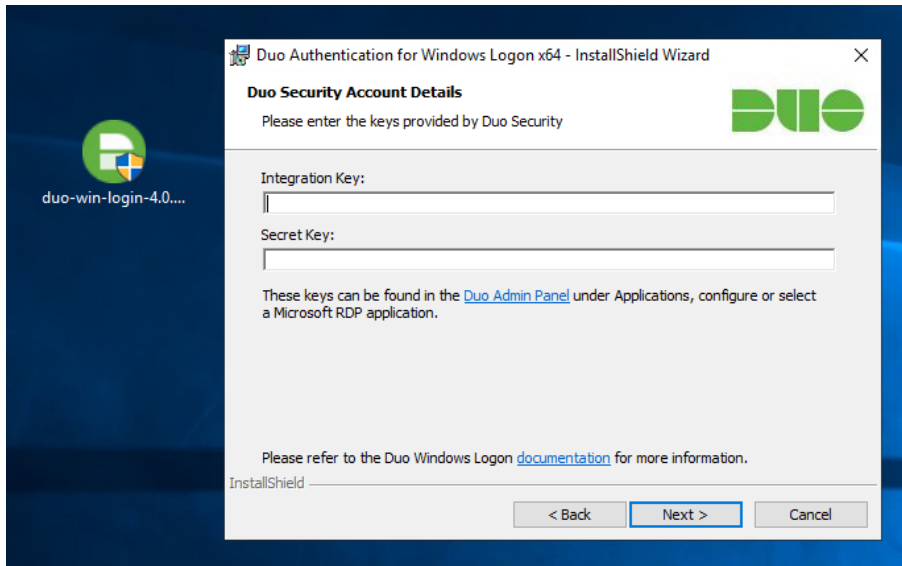 Duo Authentication for Windows Logon x64 - InstallShield Wizard
Duo Security Account Details
Please enter the keys provided by Duo Security
DUO
duo-win-login-4.0....
Integration Key:
Secret Key:
These keys can be found in the Duo Admin Panel under Applications, configure or select
a Microsoft RDP application.
Please refer to the Duo Windows Logon documentation for more information.
InstallShield
< Back
Next >
Cancel